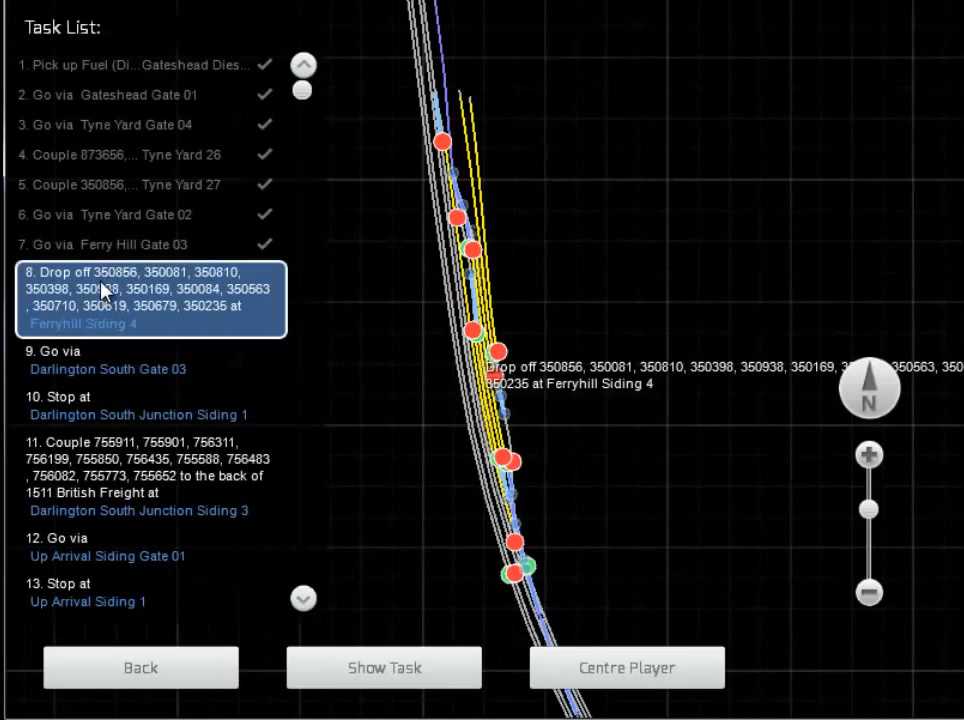 Task List:
1. Pick up Fuel (Di...Gateshead Dies...
2. Go via Gateshead Gate 01
3. Go via Tyne Yard Gate 04
4. Couple 873656,... Tyne Yard 26
5. Couple 350856,... Tyne Yard 27
6. Go via Tyne Yard Gate 02
7. Go via Ferry Hill Gate 03
8. Drop off 350856, 350081, 350810,
350398, 350938, 350169, 350084, 350563
, 350710, 350619, 350679, 350235 at
Ferryhill Siding 4
9. Go via
Darlington South Gate 03
10. Stop at
Darlington South Junction Siding 1
11. Couple 755911, 755901, 756311,
756199, 755850, 756435, 755588, 756483
, 756082, 755773, 755652 to the back of
1511 British Freight at
Darlington South Junction Siding 3
12. Go via
Up Arrival Siding Gate 01
13. Stop at
Up Arrival Siding 1
Drop off 350856, 350081, 350810, 350398, 350938, 350169, 350563, 350
350235 at Ferryhill Siding 4
N
Back
Show Task
Centre Player